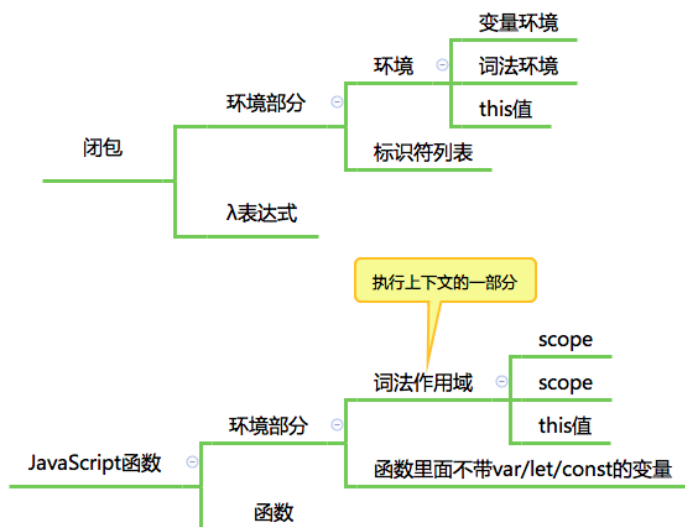 变量环境
环境
词法环境
环境部分
this值
闭包
标识符列表
λ表达式
执行上下文的一部分
scope
词法作用域
scope
环境部分
this值
JavaScript函数
函数里面不带var/let/const的变量
函数